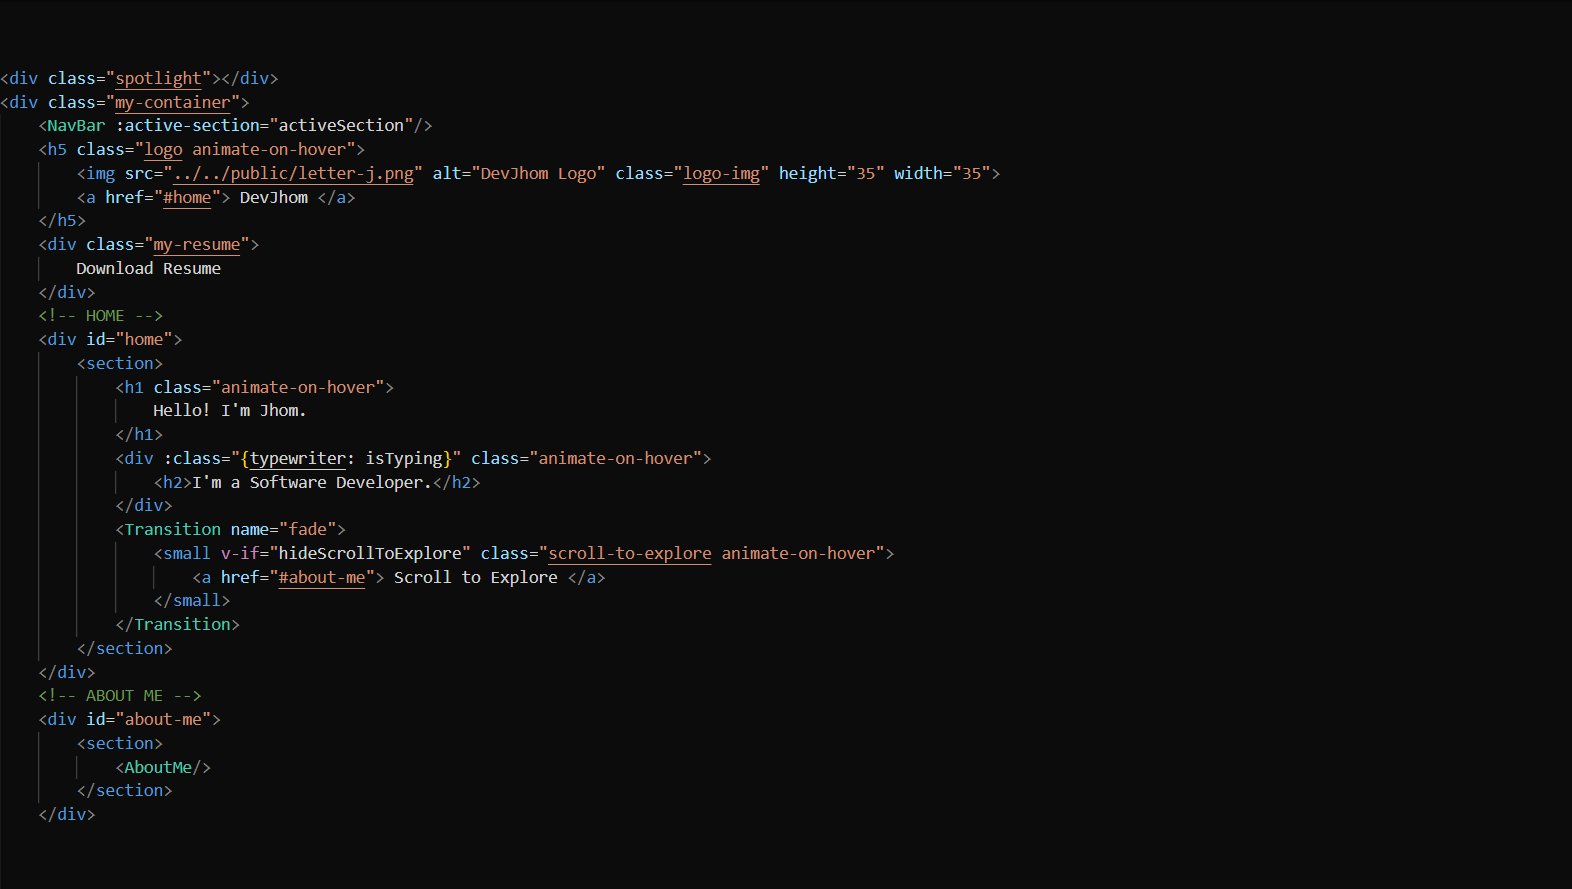 <div class="spotlight"></div>
<div class="my-container">
    <NavBar :active-section="activeSection"/>
    <h5 class="logo animate-on-hover">
        <img src="../../public/letter-j.png" alt="DevJhom Logo" class="logo-img" height="35" width="35">
        <a href="#home"> DevJhom </a>
    </h5>
    <div class="my-resume">
        Download Resume
    </div>
    <!-- HOME -->
    <div id="home">
        <section>
            <h1 class="animate-on-hover">
                Hello! I'm Jhom.
            </h1>
            <div :class="{typewriter: isTyping}" class="animate-on-hover">
                <h2>I'm a Software Developer.</h2>
            </div>
            <Transition name="fade">
                <small v-if="hideScrollToExplore" class="scroll-to-explore animate-on-hover">
                    <a href="#about-me"> Scroll to Explore </a>
                </small>
            </Transition>
        </section>
    </div>
    <!-- ABOUT ME -->
    <div id="about-me">
        <section>
            <AboutMe/>
        </section>
    </div>